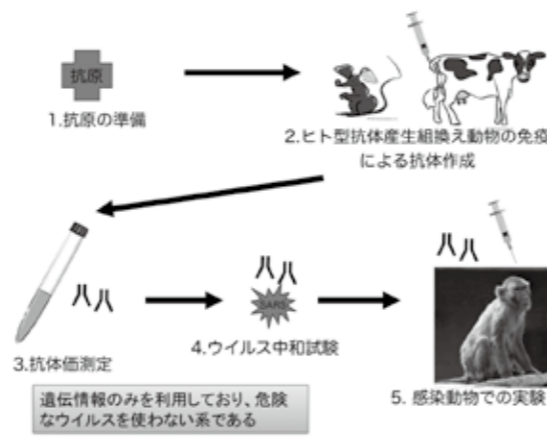 抗原
1.抗原の準備
2.ヒト型抗体産生組換え動物の免疫
による抗体作成
SARS
3.抗体価測定
4.ウイルス中和試験
5. 感染動物での実験
遺伝情報のみを利用しており、危険
なウイルスを使わない系である